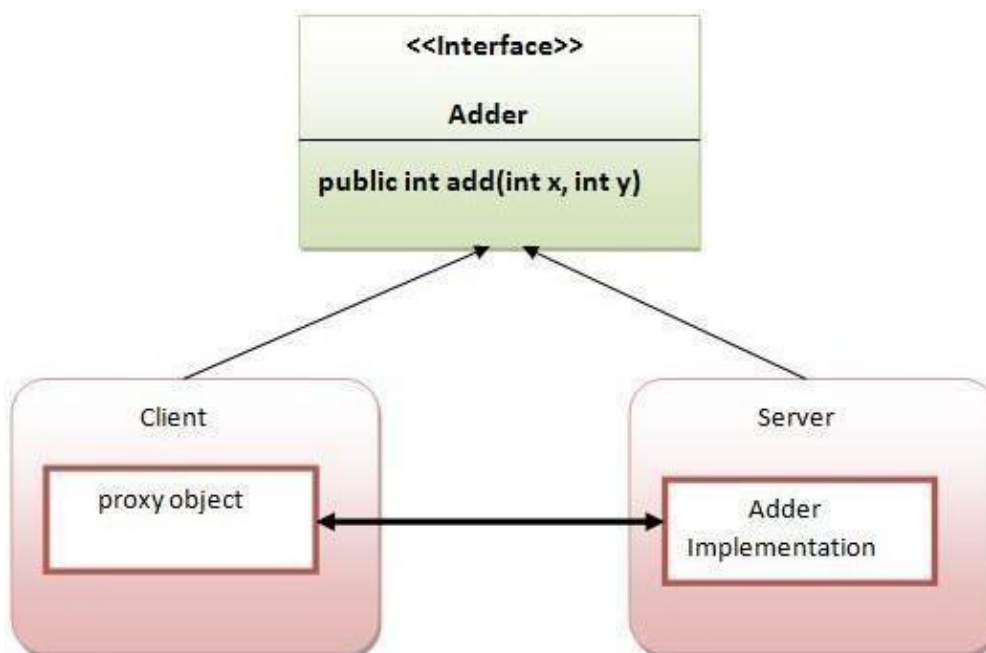 <<Interface>>
Adder
public int add(int x, int y)
Client
Server
proxy object
Adder
Implementation